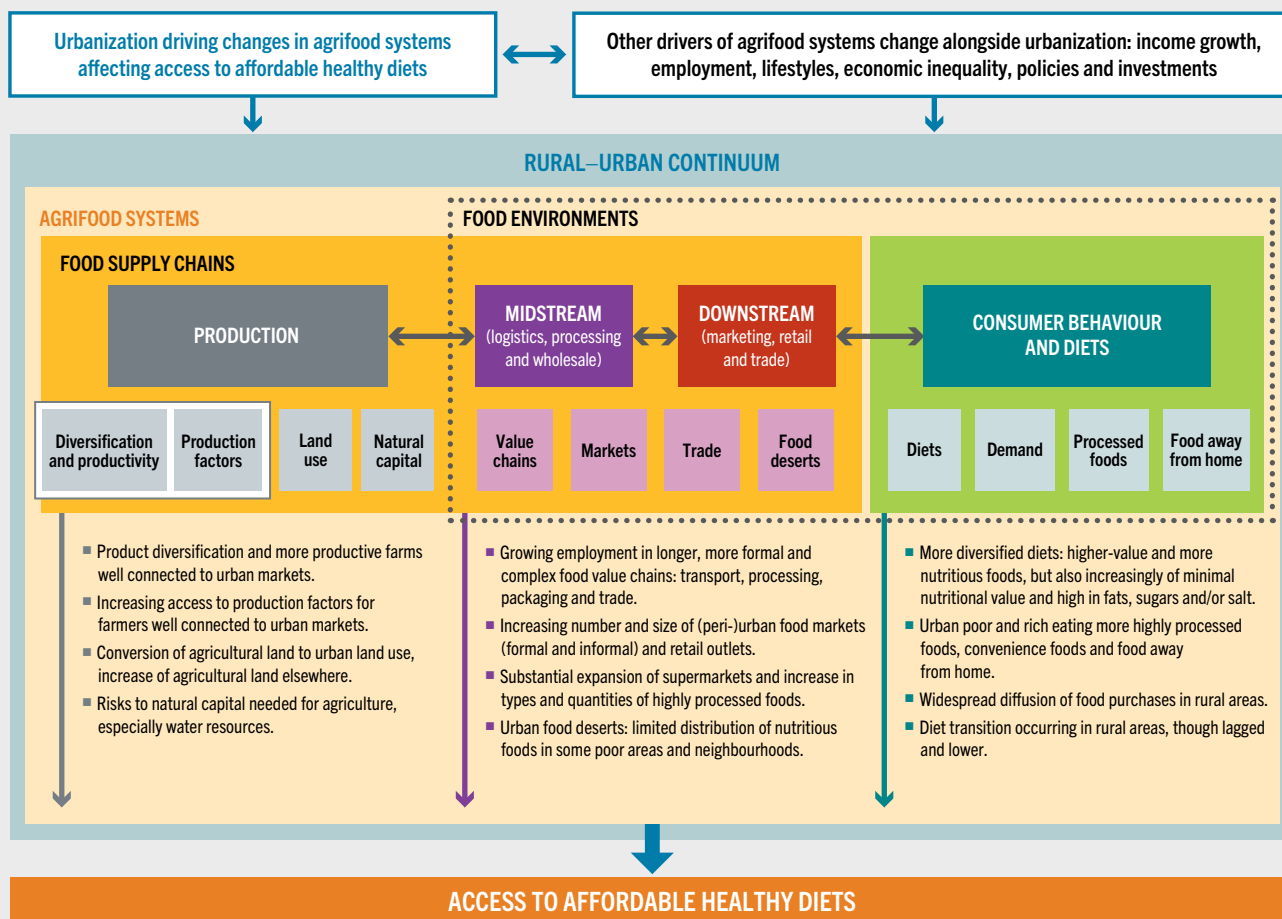 Urbanization driving changes in agrifood systems
affecting access to affordable healthy diets
Other drivers of agrifood systems change alongside urbanization: income growth,
employment, lifestyles, economic inequality, policies and investments
RURAL–URBAN CONTINUUM
AGRIFOOD SYSTEMS
FOOD ENVIRONMENTS
FOOD SUPPLY CHAINS
PRODUCTION
MIDSTREAM
(logistics, processing
and wholesale)
DOWNSTREAM
(marketing, retail
and trade)
CONSUMER BEHAVIOUR
AND DIETS
Diversification
and productivity
Production
factors
Land
use
Natural
capital
Value
chains
Markets
Trade
Food
deserts
Diets
Demand
Processed
foods
Food away
from home
■ Product diversification and more productive farms
well connected to urban markets.
■ Increasing access to production factors for
farmers well connected to urban markets.
■ Conversion of agricultural land to urban land use,
increase of agricultural land elsewhere.
■ Risks to natural capital needed for agriculture,
especially water resources.
■ Growing employment in longer, more formal and
complex food value chains: transport, processing,
packaging and trade.
■ Increasing number and size of (peri-)urban food markets
(formal and informal) and retail outlets.
■ Substantial expansion of supermarkets and increase in
types and quantities of highly processed foods.
■ Urban food deserts: limited distribution of nutritious
foods in some poor areas and neighbourhoods.
■ More diversified diets: higher-value and more
nutritious foods, but also increasingly of minimal
nutritional value and high in fats, sugars and/or salt.
■ Urban poor and rich eating more highly processed
foods, convenience foods and food away
from home.
■ Widespread diffusion of food purchases in rural areas.
■ Diet transition occurring in rural areas, though lagged
and lower.
ACCESS TO AFFORDABLE HEALTHY DIETS